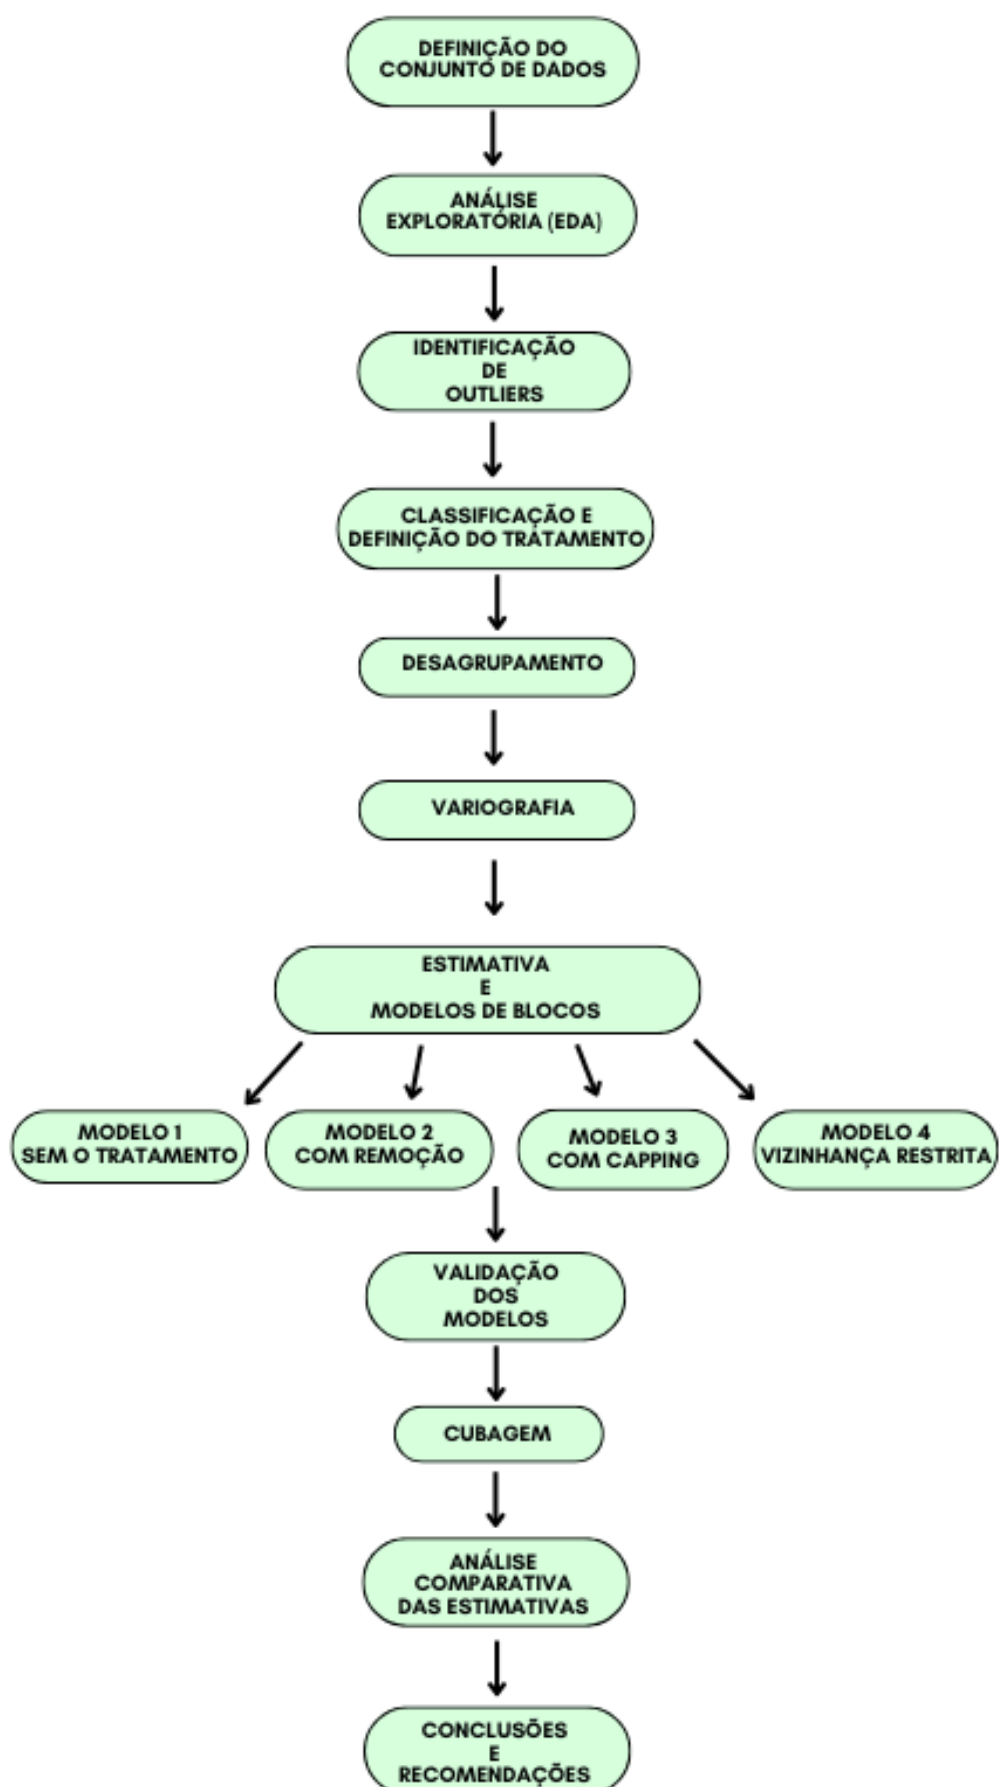 DEFINIÇÃO DO
CONJUNTO DE DADOS
ANÁLISE
EXPLORATÓRIA (EDA)
IDENTIFICAÇÃO
DE
OUTLIERS
CLASSIFICAÇÃO E
DEFINIÇÃO DO TRATAMENTO
DESAGRUPAMENTO
VARIOGRAFIA
ESTIMATIVA
E
MODELOS DE BLOCOS
MODELO 1
SEM O TRATAMENTO
MODELO 2
COM REMOÇÃO
MODELO 3
COM CAPPING
MODELO 4
VIZINHANÇA RESTRITA
VALIDAÇÃO
DOS
MODELOS
CUBAGEM
ANÁLISE
COMPARATIVA
DAS ESTIMATIVAS
CONCLUSÕES
E
RECOMENDAÇÕES